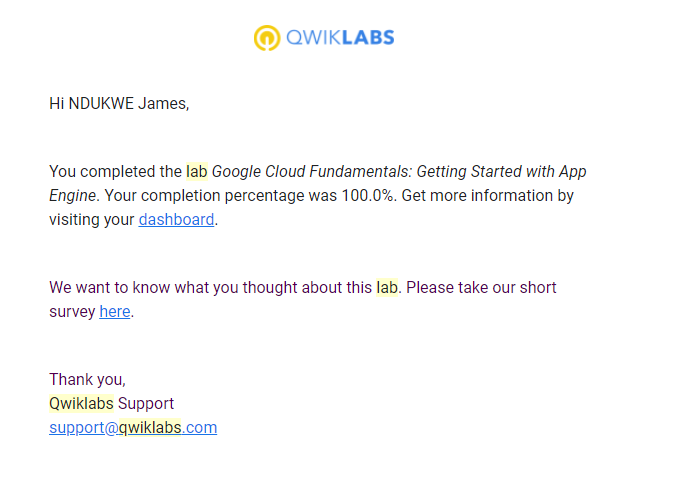 QWIKLABS
Hi NDUKWE James,
You completed the lab Google Cloud Fundamentals: Getting Started with App
Engine. Your completion percentage was 100.0%. Get more information by
visiting your dashboard.
We want to know what you thought about this lab. Please take our short
survey here.
Thank you,
Qwiklabs Support
support@qwiklabs.com